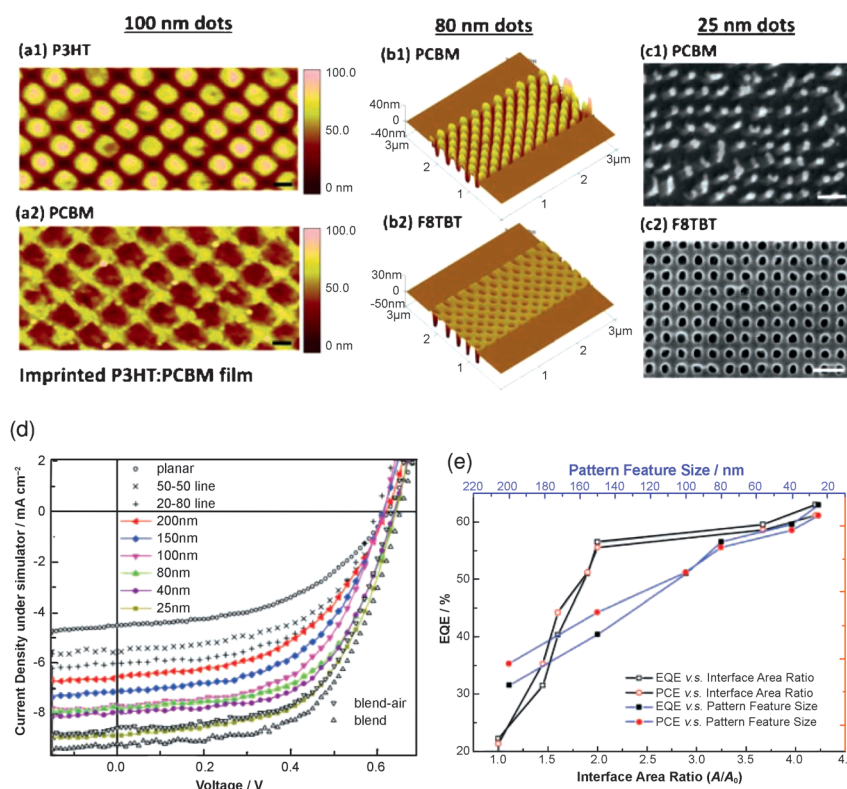 100 nm dots
80 nm dots
25 nm dots
(a1) P3HT
100.0
50.0
0 nm
(a2) PCBM
100.0
50.0
0 nm
Imprinted P3HT:PCBM film
(b1) PCBM
40nm
0
-40nm
3µm
2
1
3µm
2
1
(b2) F8TBT
30nm
0
-50nm
3µm
2
1
3µm
2
1
(c1) PCBM
(c2) F8TBT
(d)
Current Density under simulator / mA cm⁻²
2
0
-2
-4
-6
-8
planar
50-50 line
20-80 line
200nm
150nm
100nm
80nm
40nm
25nm
blend-air
blend
0.0
0.2
0.4
0.6
Voltage / V
(e)
Pattern Feature Size / nm
220 200 180 160 140 120 100 80 60 40 20
EQE / %
60
50
40
30
20
EQE v.s. Interface Area Ratio
PCE v.s. Interface Area Ratio
EQE v.s. Pattern Feature Size
PCE v.s. Pattern Feature Size
1.0 1.5 2.0 2.5 3.0 3.5 4.0
Interface Area Ratio (A/A₀)